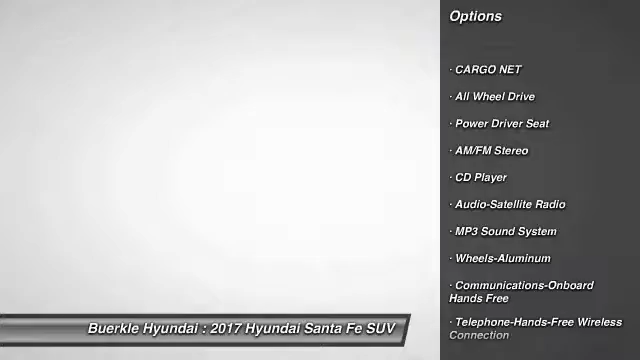 Options
· CARGO NET
· All Wheel Drive
· Power Driver Seat
· AM/FM Stereo
· CD Player
· Audio-Satellite Radio
· MP3 Sound System
· Wheels-Aluminum
· Communications-Onboard
Hands Free
· Telephone-Hands-Free Wireless
Connection
Buerkle Hyundai : 2017 Hyundai Santa Fe SUV